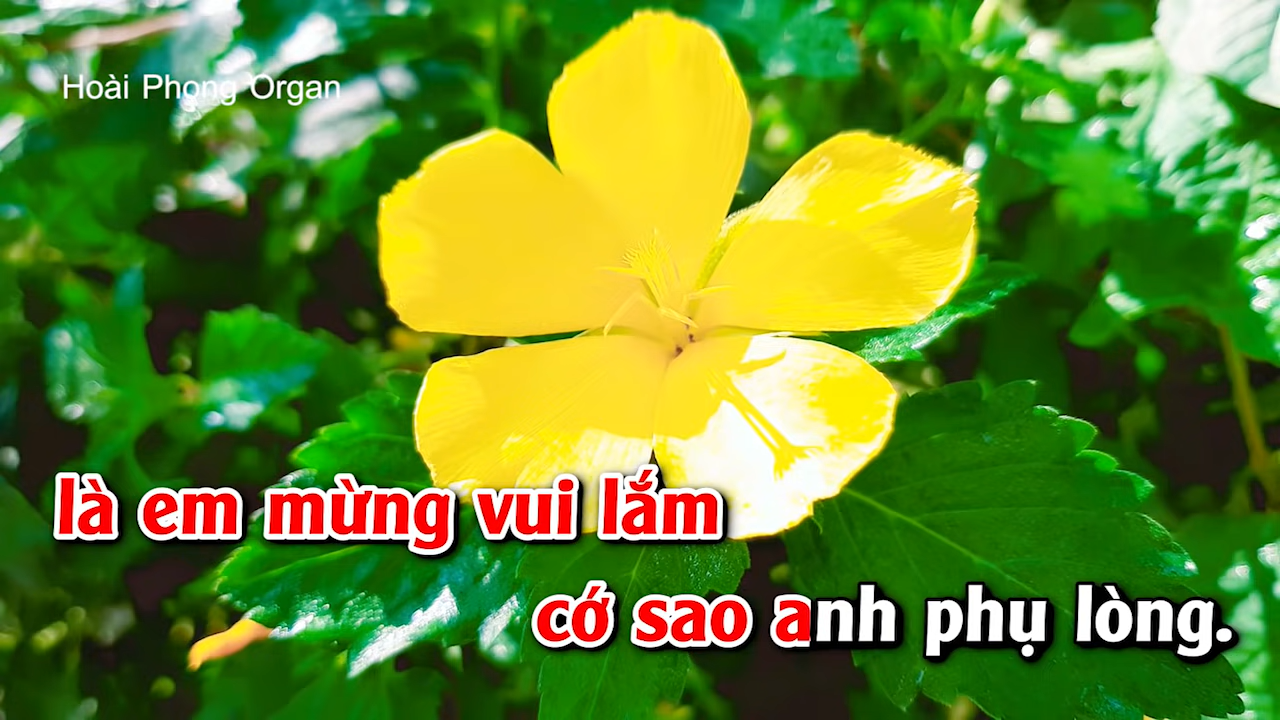 Hoài Phong Organ
là em mừng vui lắm
cớ sao anh phụ lòng.